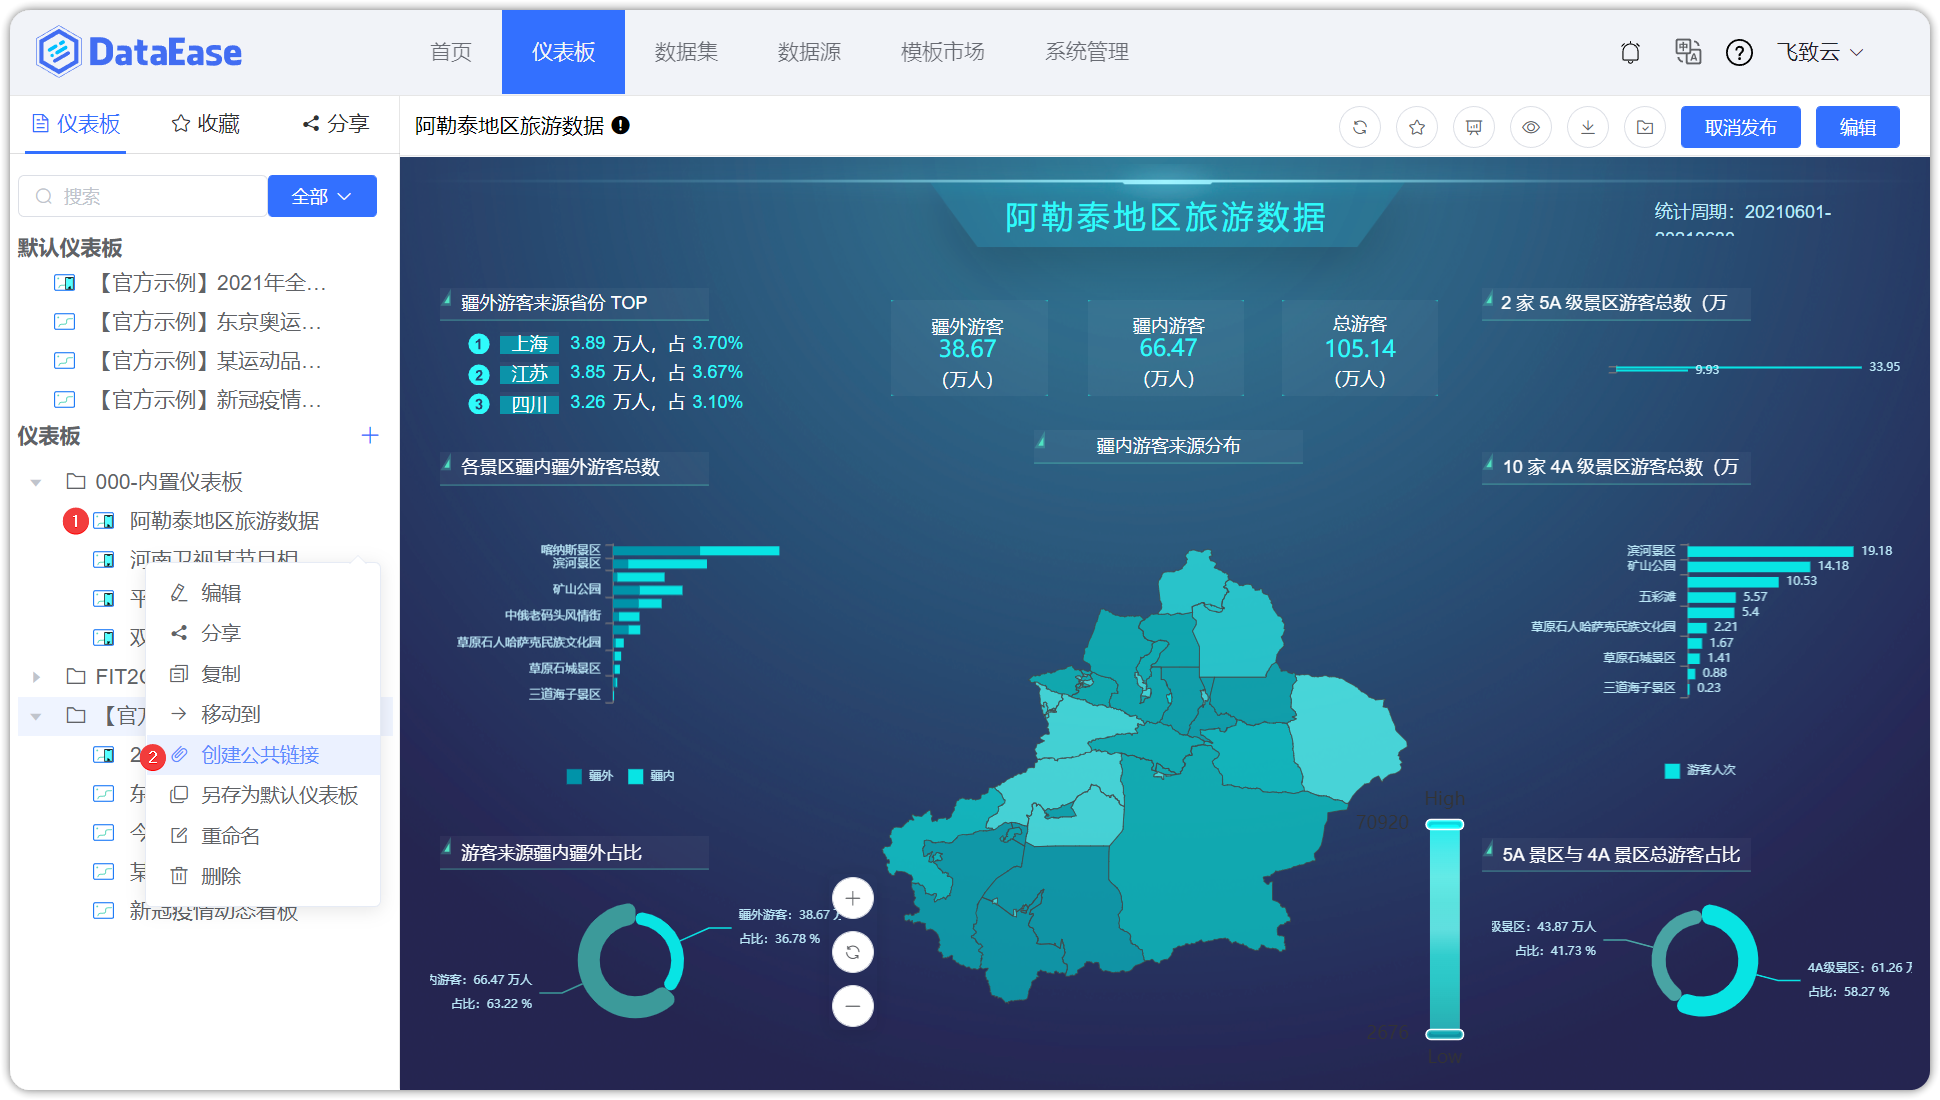 DataEase
首页
仪表板
数据集
数据源
模板市场
系统管理
飞致云
仪表板
收藏
分享
阿勒泰地区旅游数据
取消发布
编辑
搜索
全部
默认仪表板
【官方示例】2021年全...
【官方示例】东京奥运...
【官方示例】某运动品...
【官方示例】新冠疫情...
仪表板
000-内置仪表板
1
阿勒泰地区旅游数据
河南卫视某节目相
平
双
FIT2
【官方
2
东
今
某
新冠疫情动态看板
编辑
分享
复制
移动到
2
创建公共链接
另存为默认仪表板
重命名
删除
阿勒泰地区旅游数据
统计周期：20210601-
疆外游客来源省份 TOP
1 上海 3.89 万人，占 3.70%
2 江苏 3.85 万人，占 3.67%
3 四川 3.26 万人，占 3.10%
疆外游客
38.67
(万人)
疆内游客
66.47
(万人)
总游客
105.14
(万人)
2 家 5A 级景区游客总数（万
9.93
33.95
各景区疆内疆外游客总数
喀纳斯景区
滨河景区
矿山公园
中俄老码头风情街
草原石人哈萨克民族文化园
草原石城景区
三道海子景区
疆外
疆内
疆内游客来源分布
High
70920
2676
Low
10 家 4A 级景区游客总数（万
滨河景区 19.18
矿山公园 14.18
10.53
五彩滩 5.57
5.4
草原石人哈萨克民族文化园 2.21
1.67
草原石城景区 1.41
0.88
三道海子景区 0.23
游客人次
游客来源疆内疆外占比
疆外游客：38.67
占比：36.78 %
内游客：66.47 万人
占比：63.22 %
5A 景区与 4A 景区总游客占比
级景区：43.87 万人
占比：41.73 %
4A级景区：61.26
占比：58.27 %